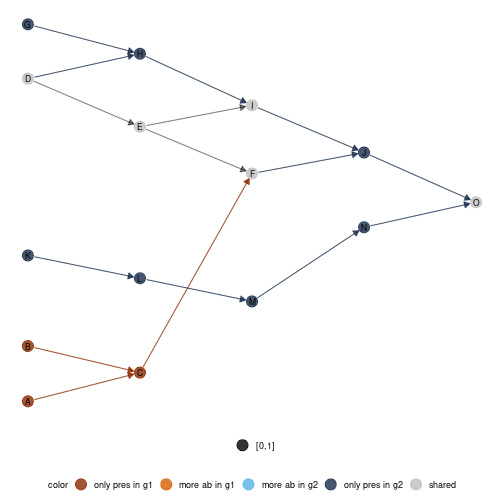 G
H
D
I
E
J
F
O
N
K
L
M
B
C
A
[0,1]
color only pres in g1 more ab in g1 more ab in g2 only pres in g2 shared